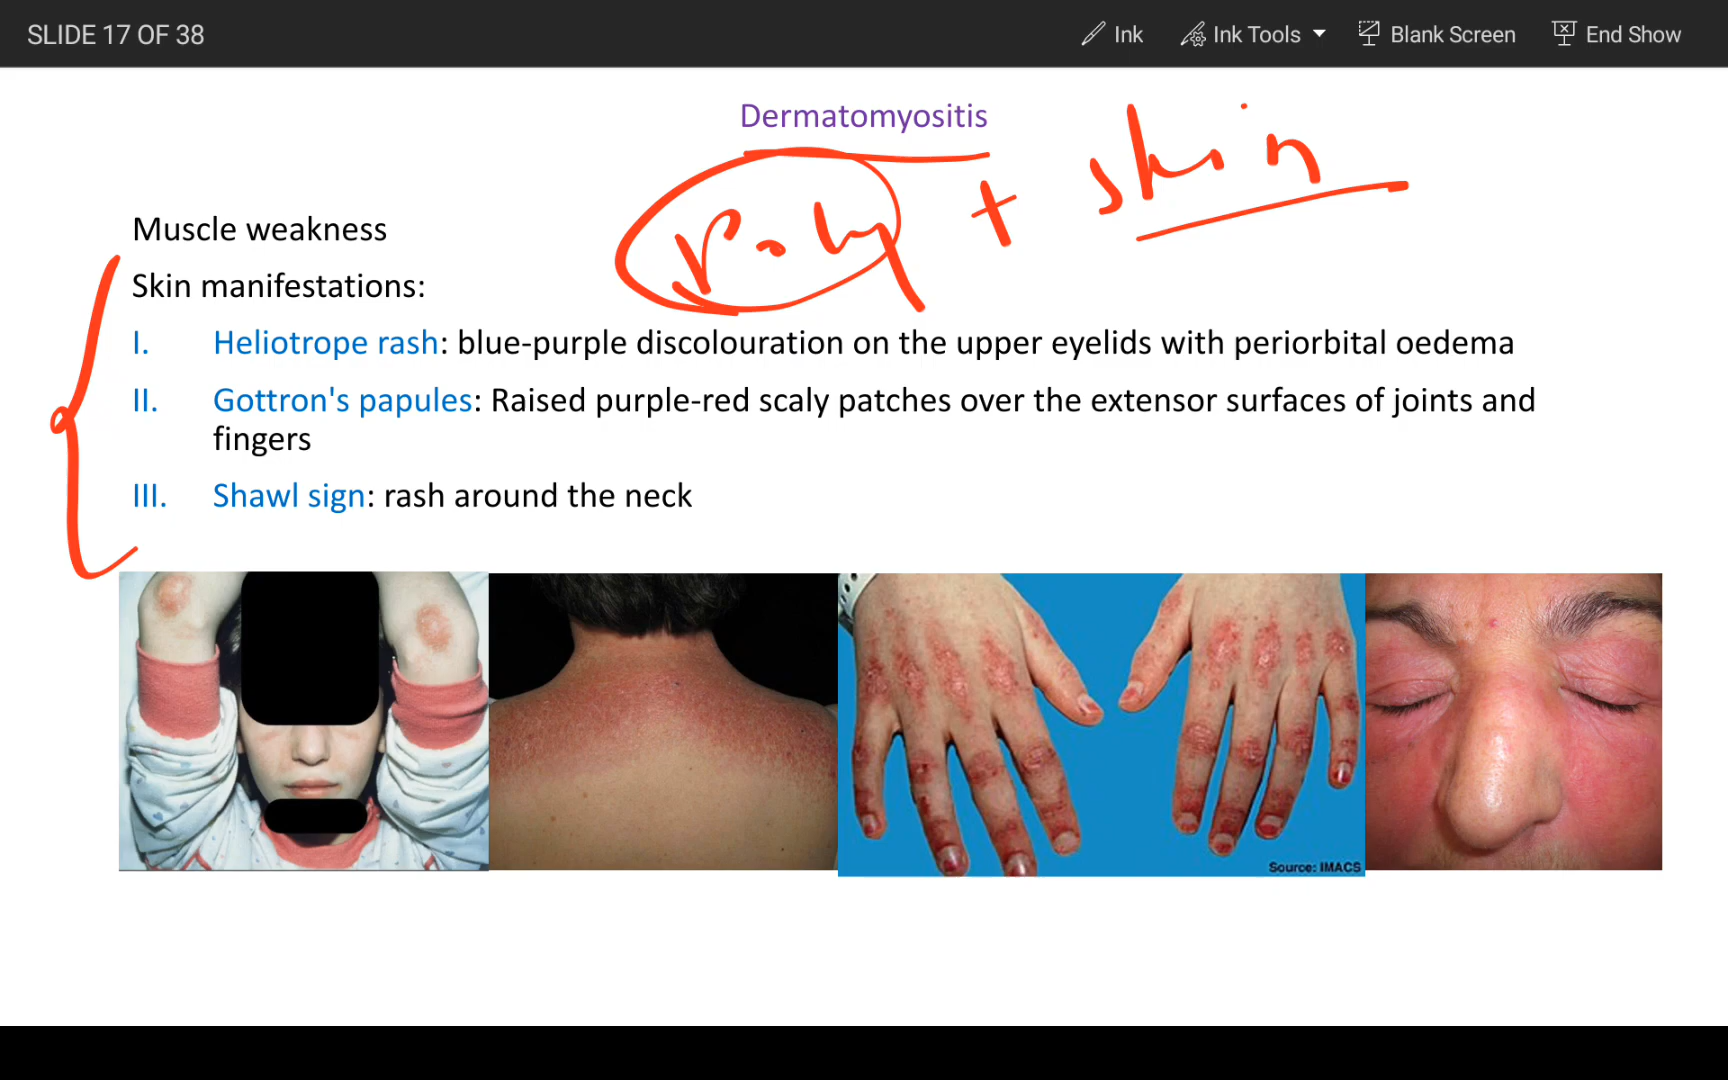 SLIDE 17 OF 38 Ink Ink Tools Blank Screen End Show
Dermatomyositis
Poly + skin
Muscle weakness
Skin manifestations:
I. Heliotrope rash: blue-purple discolouration on the upper eyelids with periorbital oedema
II. Gottron's papules: Raised purple-red scaly patches over the extensor surfaces of joints and
fingers
III. Shawl sign: rash around the neck
Source: IMACS